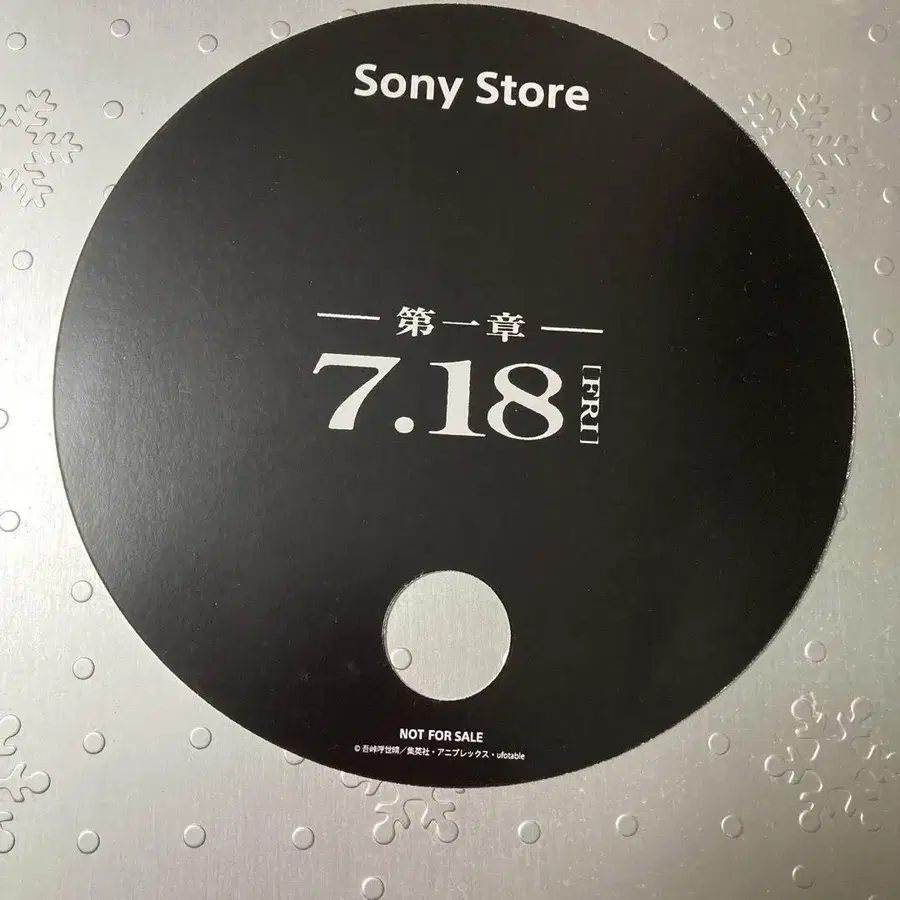 Sony Store
第一章
7.18 [FRI]
NOT FOR SALE
© 吾峠呼世晴／集英社・アニプレックス・ufotable